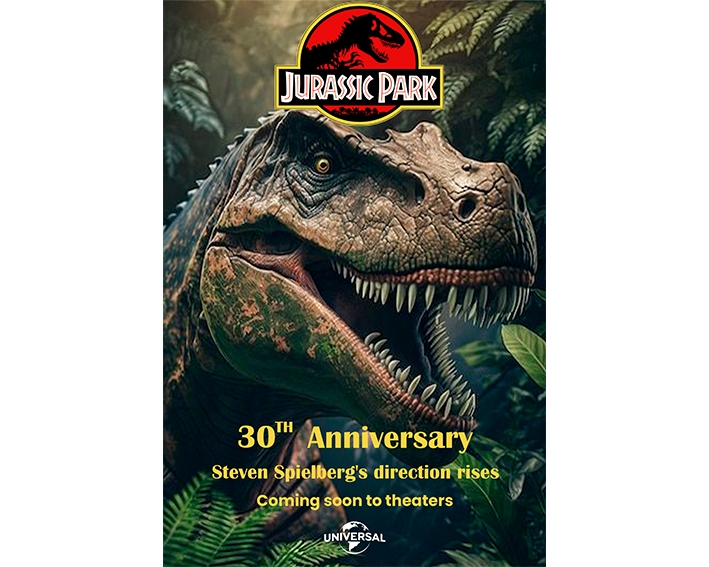 JURASSIC PARK
30TH Anniversary
Steven Spielberg's direction rises
Coming soon to theaters
UNIVERSAL